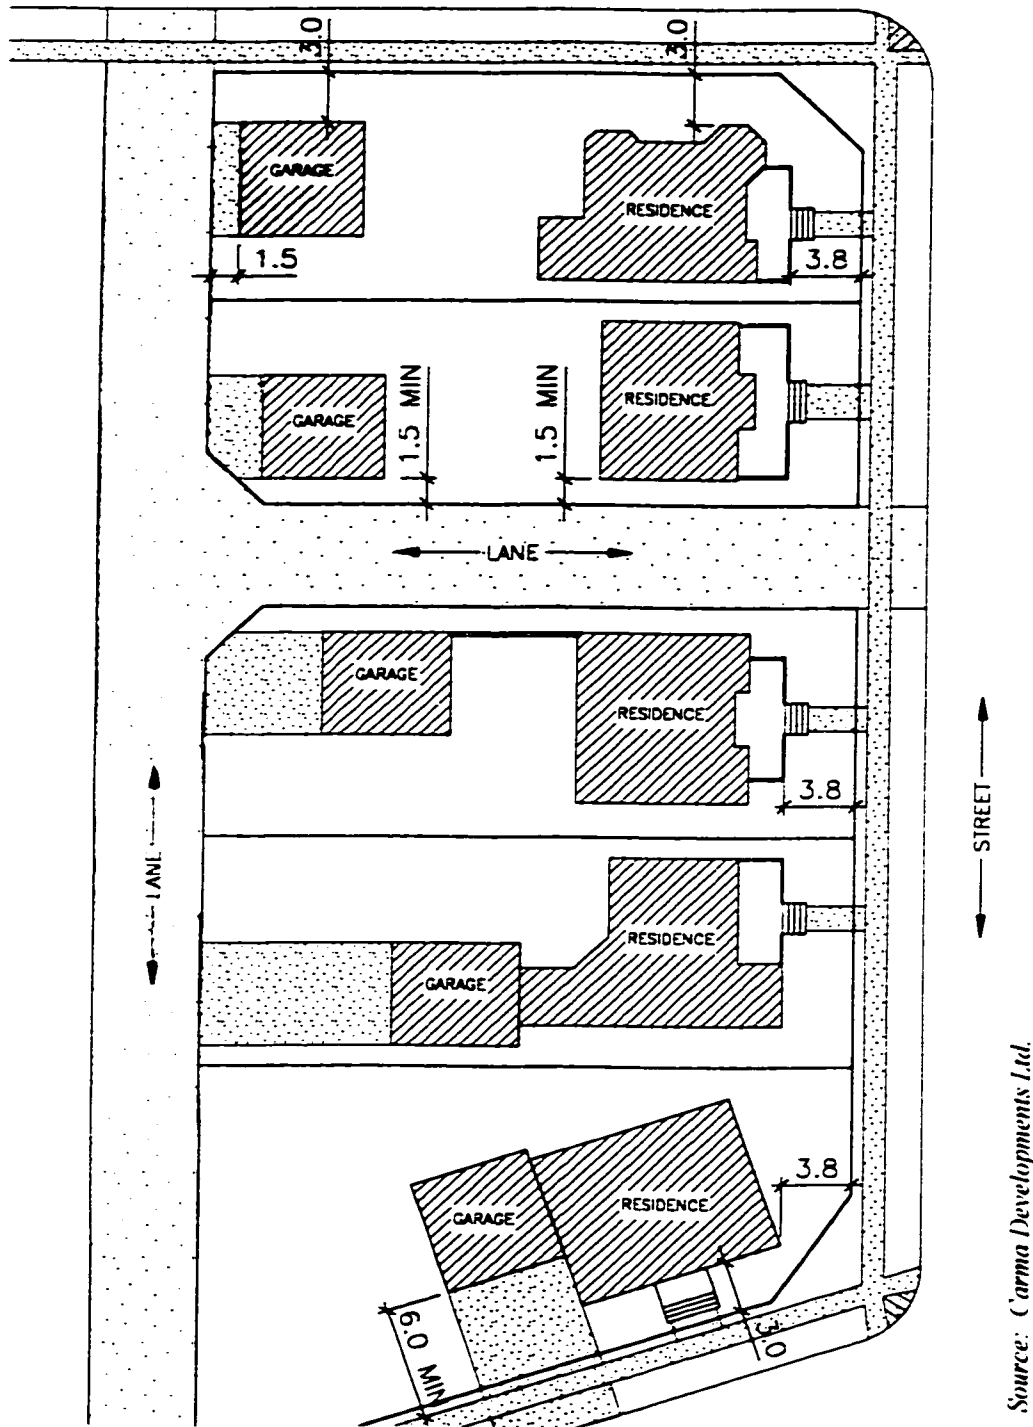 3.0
3.0
GARAGE
RESIDENCE
1.5
3.8
GARAGE
1.5 MIN
1.5 MIN
RESIDENCE
LANE
GARAGE
RESIDENCE
3.8
LANE
STREET
GARAGE
RESIDENCE
GARAGE
RESIDENCE
3.8
6.0 MIN
3.0
Source: Carma Developments Ltd.